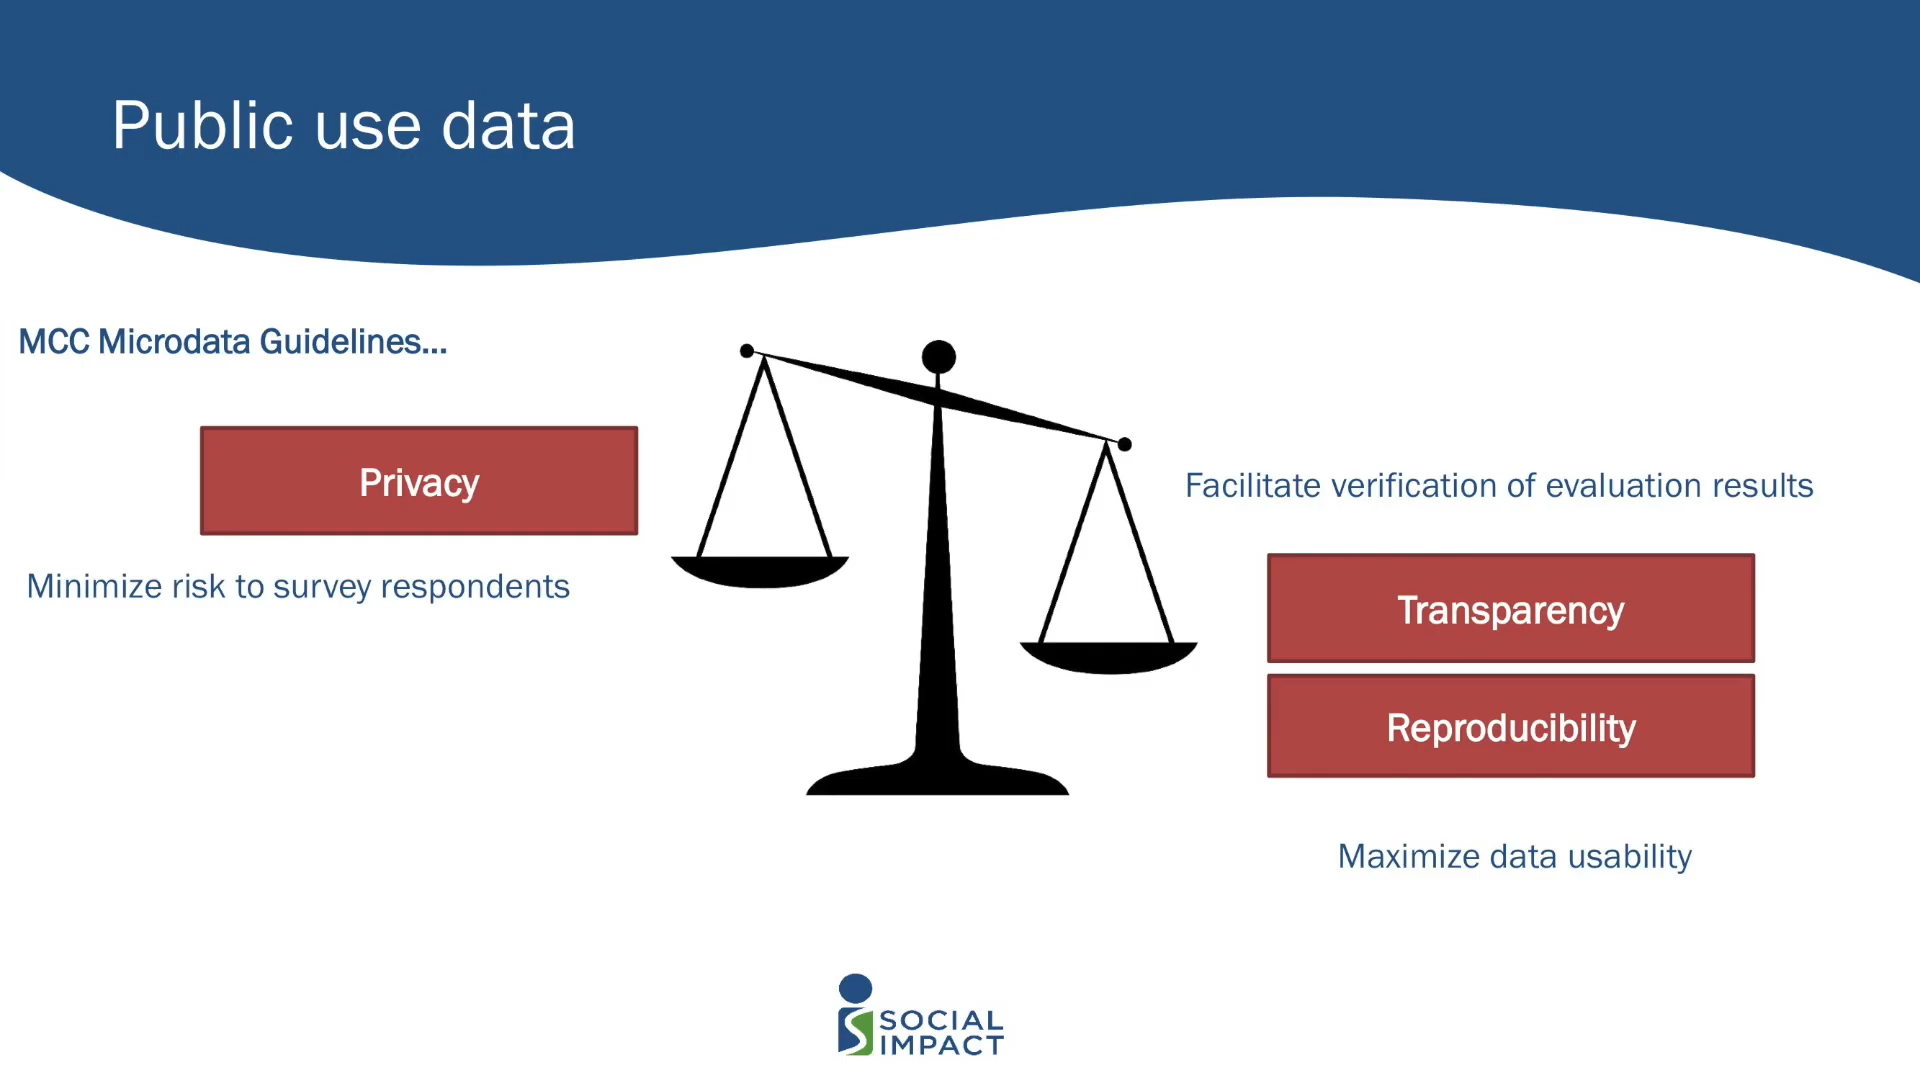 Public use data
MCC Microdata Guidelines...
Privacy
Minimize risk to survey respondents
Facilitate verification of evaluation results
Transparency
Reproducibility
Maximize data usability
SOCIAL
IMPACT